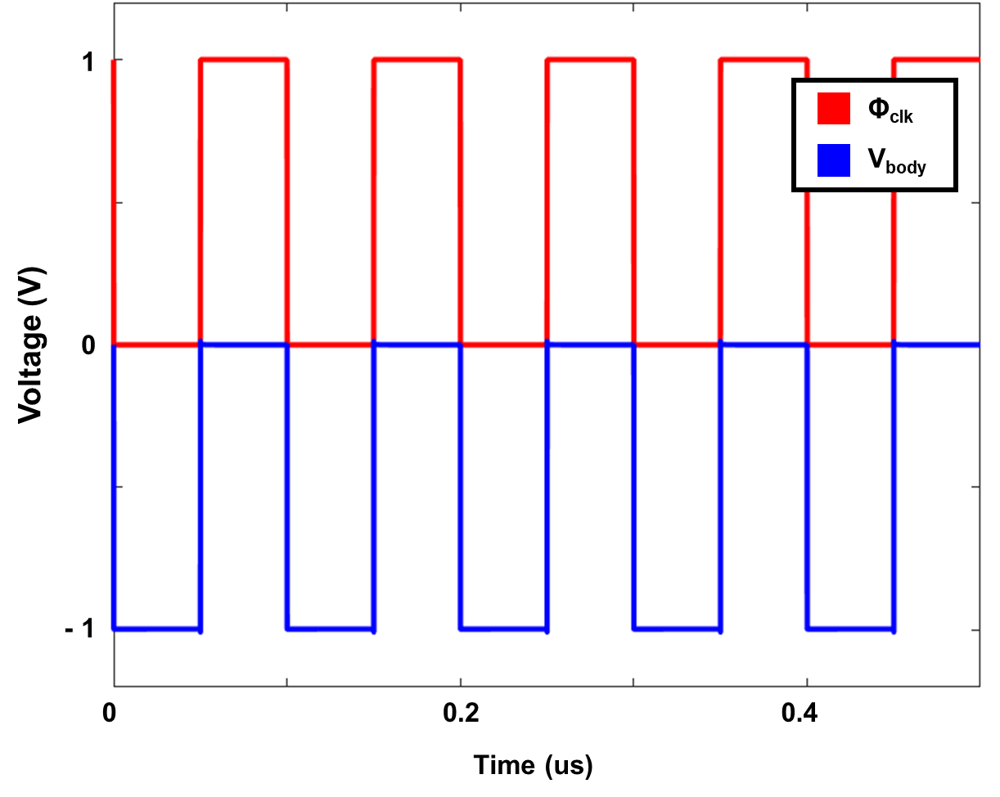 1
0
- 1
Voltage (V)
Φclk
Vbody
0
0.2
0.4
Time (us)